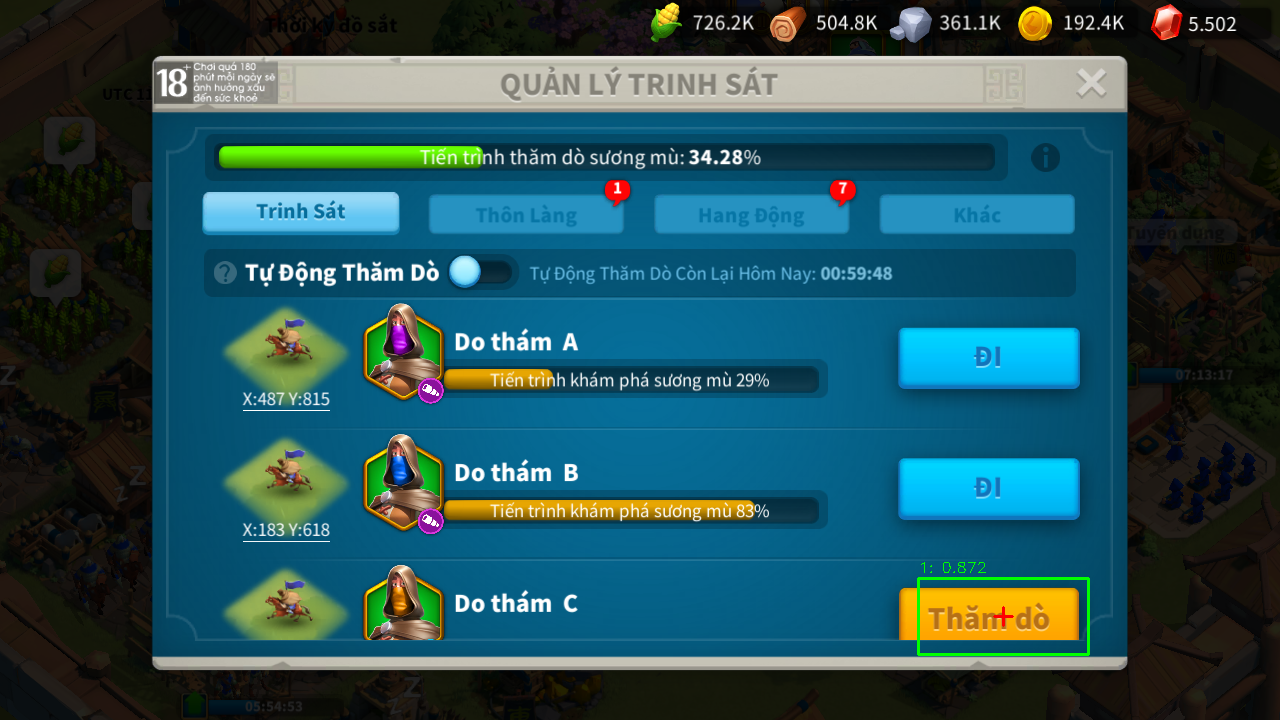 Thời kỳ đồ sắt
726.2K
504.8K
361.1K
192.4K
5.502
18+
Chơi quá 180
phút mỗi ngày sẽ
ảnh hưởng xấu
đến sức khoẻ
QUẢN LÝ TRINH SÁT
UTC 11
Tiến trình thăm dò sương mù: 34.28%
Trinh Sát
Thôn Làng
1
Hang Động
7
Khác
Tuyển dụng
Tự Động Thăm Dò
Tự Động Thăm Dò Còn Lại Hôm Nay: 00:59:48
Do thám A
Tiến trình khám phá sương mù 29%
ĐI
X:487 Y:815
07:13:17
Do thám B
Tiến trình khám phá sương mù 83%
ĐI
X:183 Y:618
1: 0.872
Do thám C
Thăm dò
05:54:53